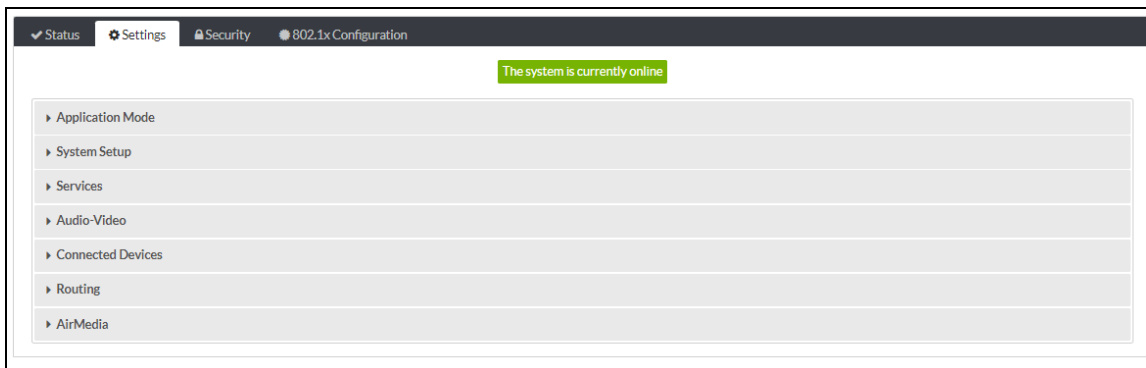 Status Settings Security 802.1x Configuration
The system is currently online
Application Mode
System Setup
Services
Audio-Video
Connected Devices
Routing
AirMedia